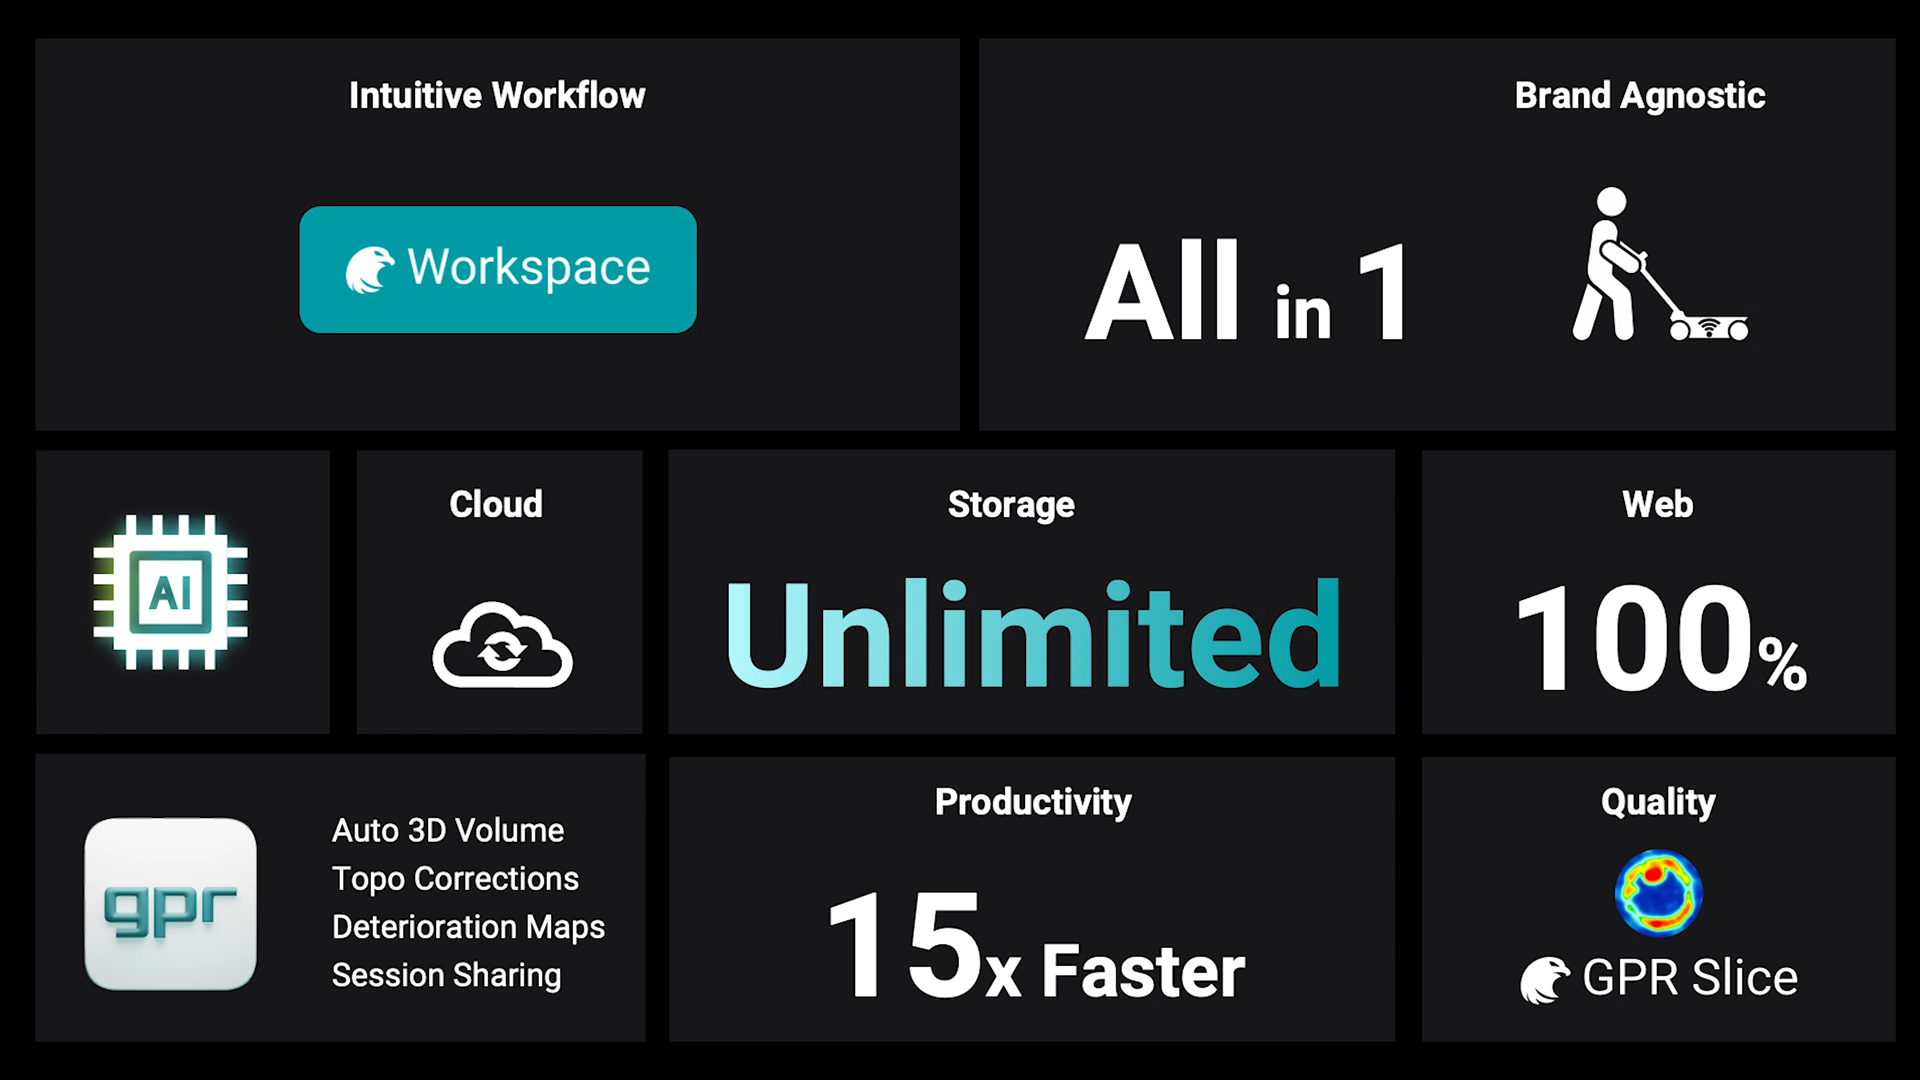 Intuitive Workflow
Workspace
Brand Agnostic
All in 1
AI
Cloud
Storage
Unlimited
Web
100%
gpr
Auto 3D Volume
Topo Corrections
Deterioration Maps
Session Sharing
Productivity
15x Faster
Quality
GPR Slice